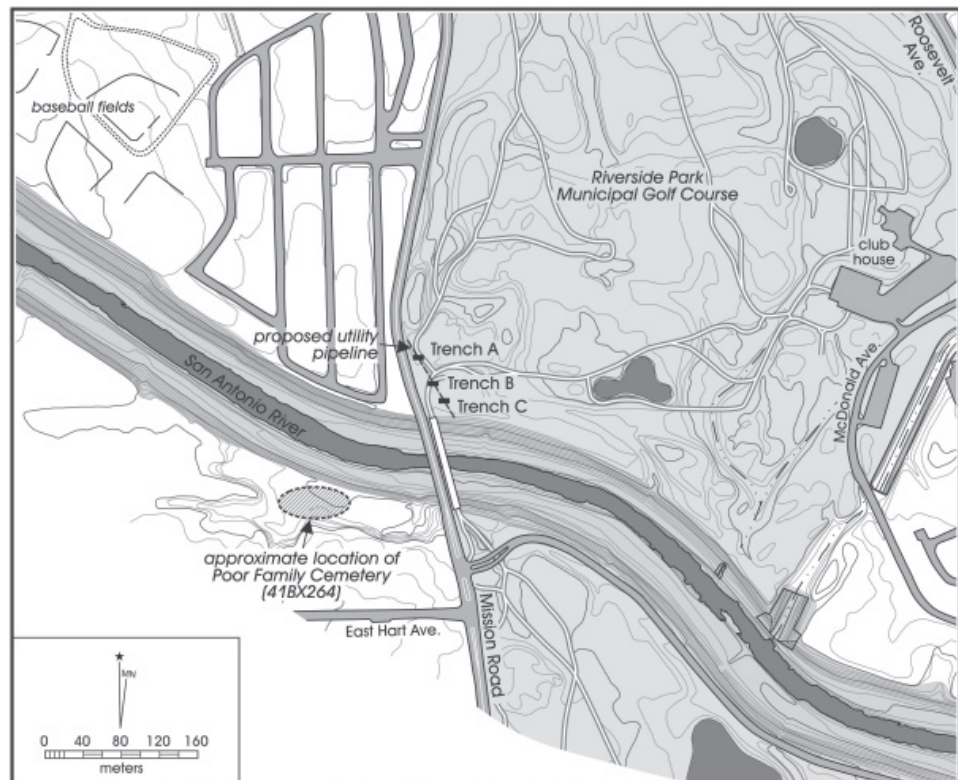 Roosevelt
Ave.
baseball fields
Riverside Park
Municipal Golf Course
club
house
proposed utility
pipeline
Trench A
Trench B
Trench C
San Antonio River
McDonald Ave.
approximate location of
Poor Family Cemetery
(41BX264)
East Hart Ave.
Mission Road
MN
0 40 80 120 160
meters